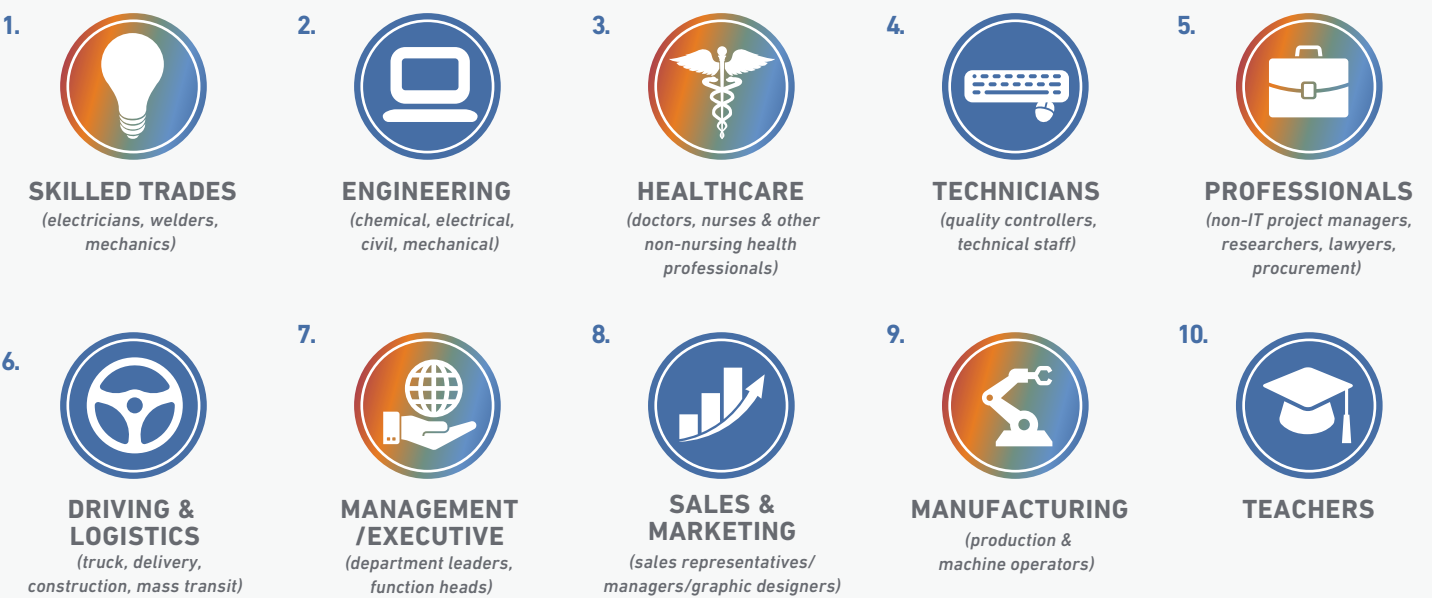 1.
SKILLED TRADES
(electricians, welders,
mechanics)
2.
ENGINEERING
(chemical, electrical,
civil, mechanical)
3.
HEALTHCARE
(doctors, nurses & other
non-nursing health
professionals)
4.
TECHNICIANS
(quality controllers,
technical staff)
5.
PROFESSIONALS
(non-IT project managers,
researchers, lawyers,
procurement)
6.
DRIVING &
LOGISTICS
(truck, delivery,
construction, mass transit)
7.
MANAGEMENT
/EXECUTIVE
(department leaders,
function heads)
8.
SALES &
MARKETING
(sales representatives/
managers/graphic designers)
9.
MANUFACTURING
(production &
machine operators)
10.
TEACHERS